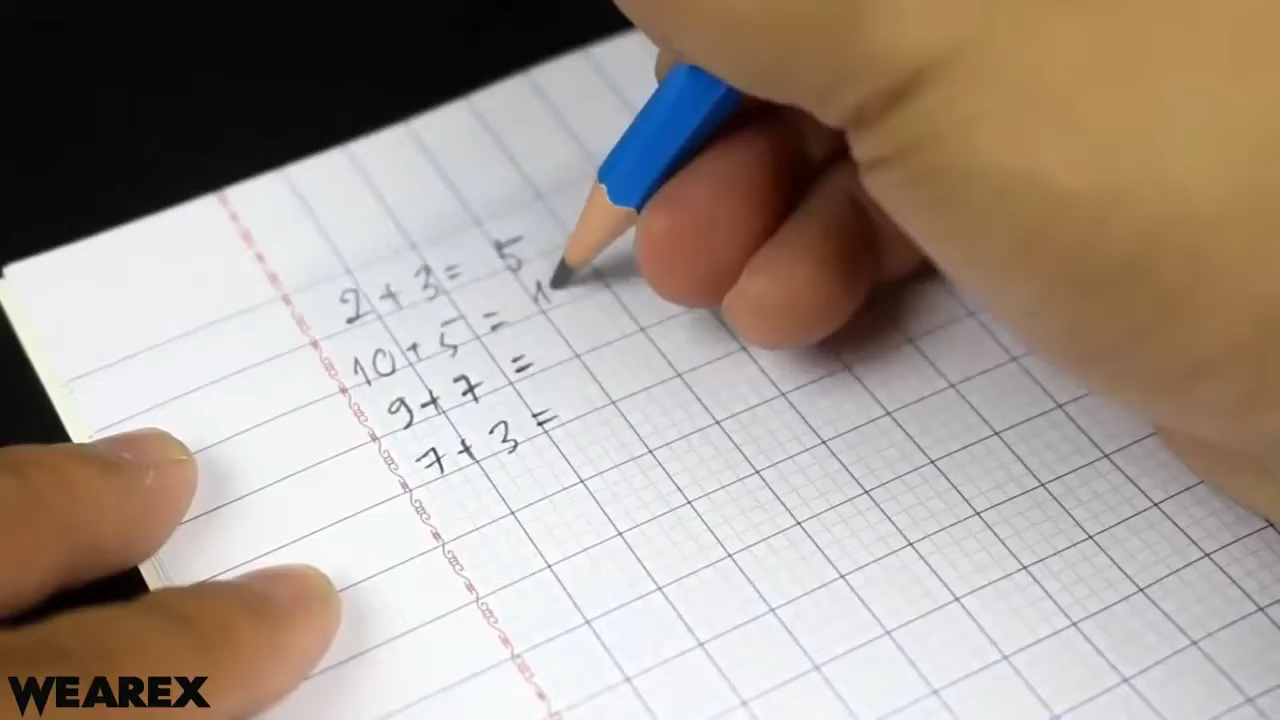 2 + 3 = 5
10 + 5 = 1
9 + 7 =
7 + 3 =
WEAREX